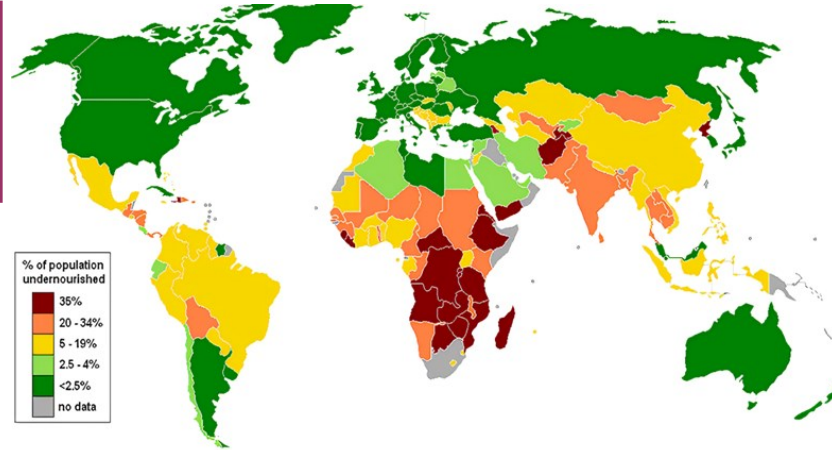 % of population
undernourished
35%
20 - 34%
5 - 19%
2.5 - 4%
<2.5%
no data